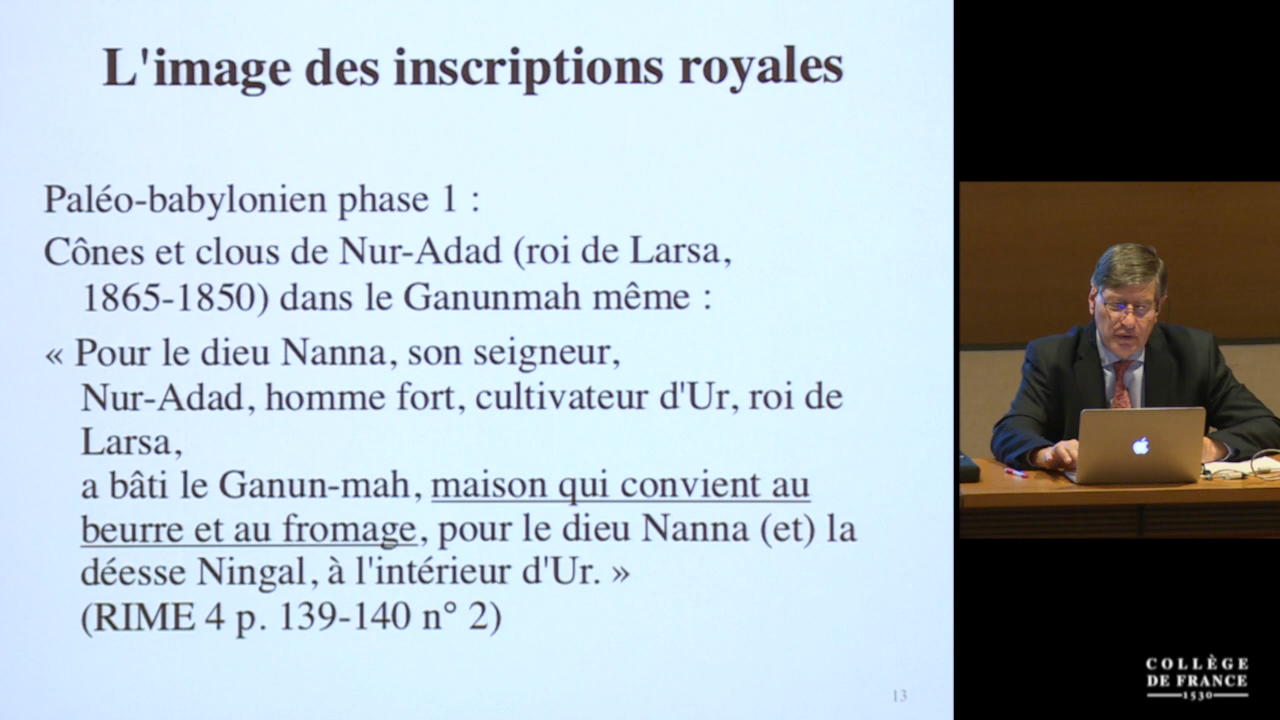 L'image des inscriptions royales
Paléo-babylonien phase 1 :
Cônes et clous de Nur-Adad (roi de Larsa,
1865-1850) dans le Ganunmah même :
« Pour le dieu Nanna, son seigneur,
Nur-Adad, homme fort, cultivateur d'Ur, roi de
Larsa,
a bâti le Ganun-mah, maison qui convient au
beurre et au fromage, pour le dieu Nanna (et) la
déesse Ningal, à l'intérieur d'Ur. »
(RIME 4 p. 139-140 n° 2)
13
COLLÈGE
DE FRANCE
1530